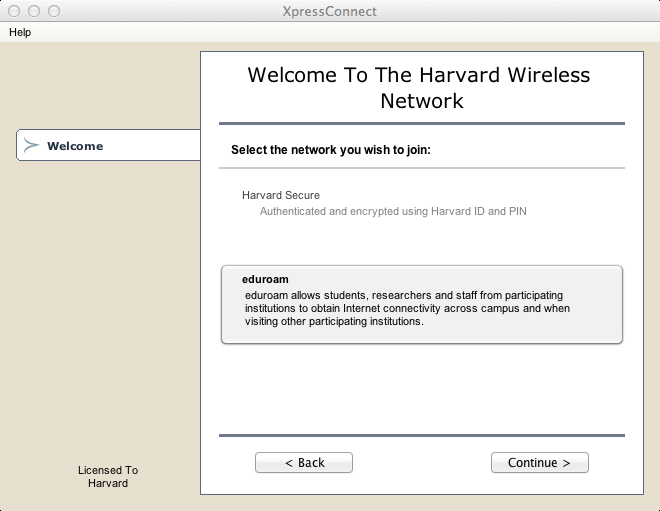 XpressConnect
Help
Welcome To The Harvard Wireless
Network
Welcome
Select the network you wish to join:
Harvard Secure
Authenticated and encrypted using Harvard ID and PIN
eduroam
eduroam allows students, researchers and staff from participating
institutions to obtain Internet connectivity across campus and when
visiting other participating institutions.
Licensed To
Harvard
< Back
Continue >